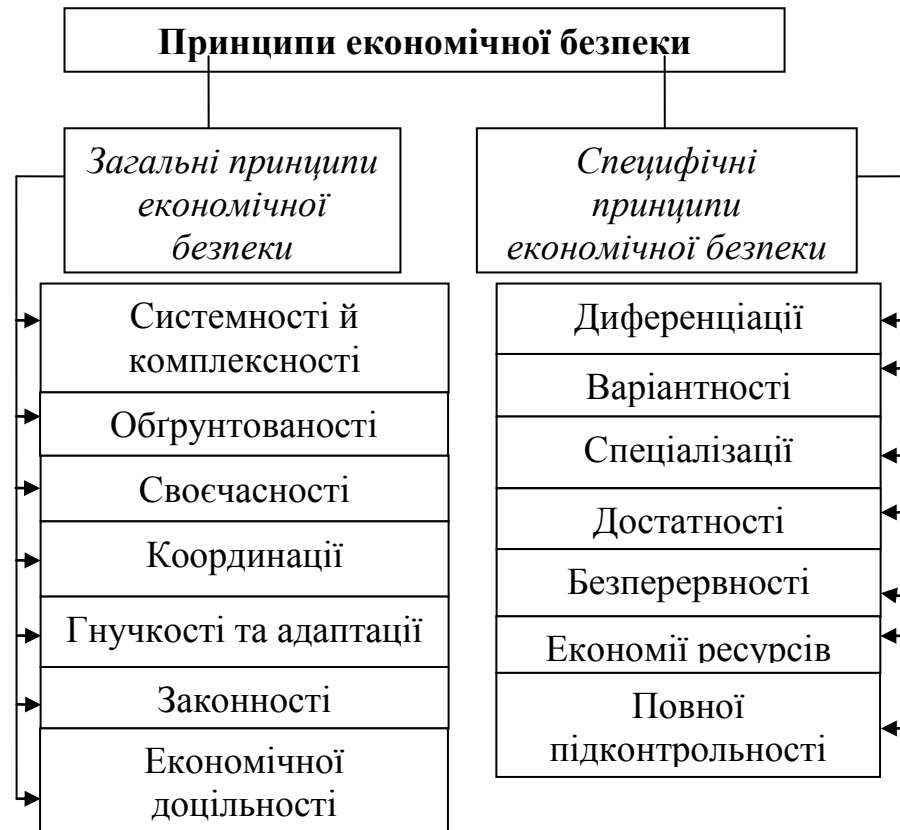 Принципи економічної безпеки
Загальні принципи
економічної
безпеки
Системності й
комплексності
Обґрунтованості
Своєчасності
Координації
Гнучкості та адаптації
Законності
Економічної
доцільності
Специфічні
принципи
економічної безпеки
Диференціації
Варіантності
Спеціалізації
Достатності
Безперервності
Економії ресурсів
Повної
підконтрольності